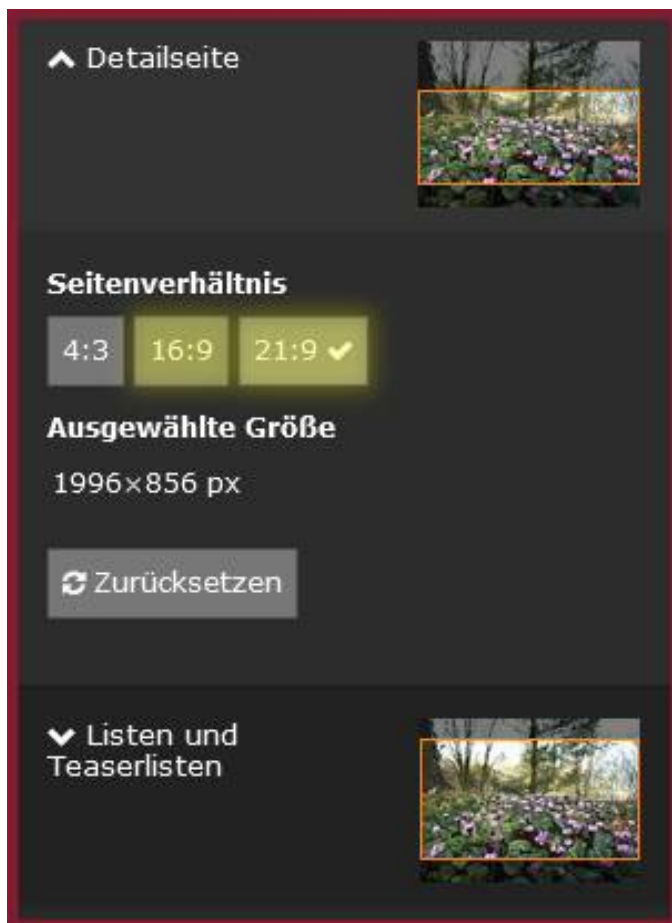 Detailseite
Seitenverhältnis
4:3 16:9 21:9
Ausgewählte Größe
1996×856 px
Zurücksetzen
Listen und
Teaserlisten